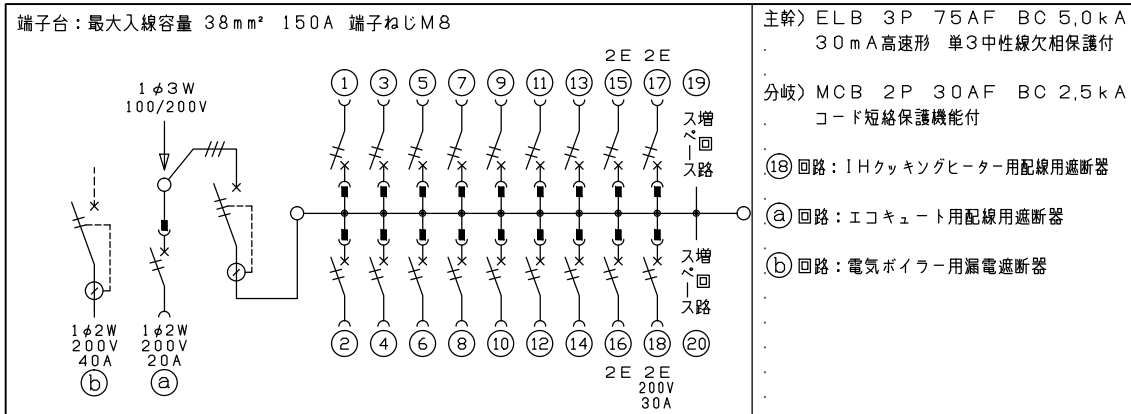 端子台：最大入線容量 38mm² 150A 端子ねじM8
1φ3W
100/200V
2E 2E
① ③ ⑤ ⑦ ⑨ ⑪ ⑬ ⑮ ⑰ ⑲
増回路
スペース
増回路
スペース
② ④ ⑥ ⑧ ⑩ ⑫ ⑭ ⑯ ⑱ ⑳
2E 2E
200V
30A
1φ2W
200V
40A
ⓑ
1φ2W
200V
20A
ⓐ
主幹）ELB 3P 75AF BC 5,0kA
30mA高速形 単3中性線欠相保護付
分岐）MCB 2P 30AF BC 2,5kA
コード短絡保護機能付
⑱回路：IHクッキングヒーター用配線用遮断器
ⓐ回路：エコキュート用配線用遮断器
ⓑ回路：電気ボイラー用漏電遮断器